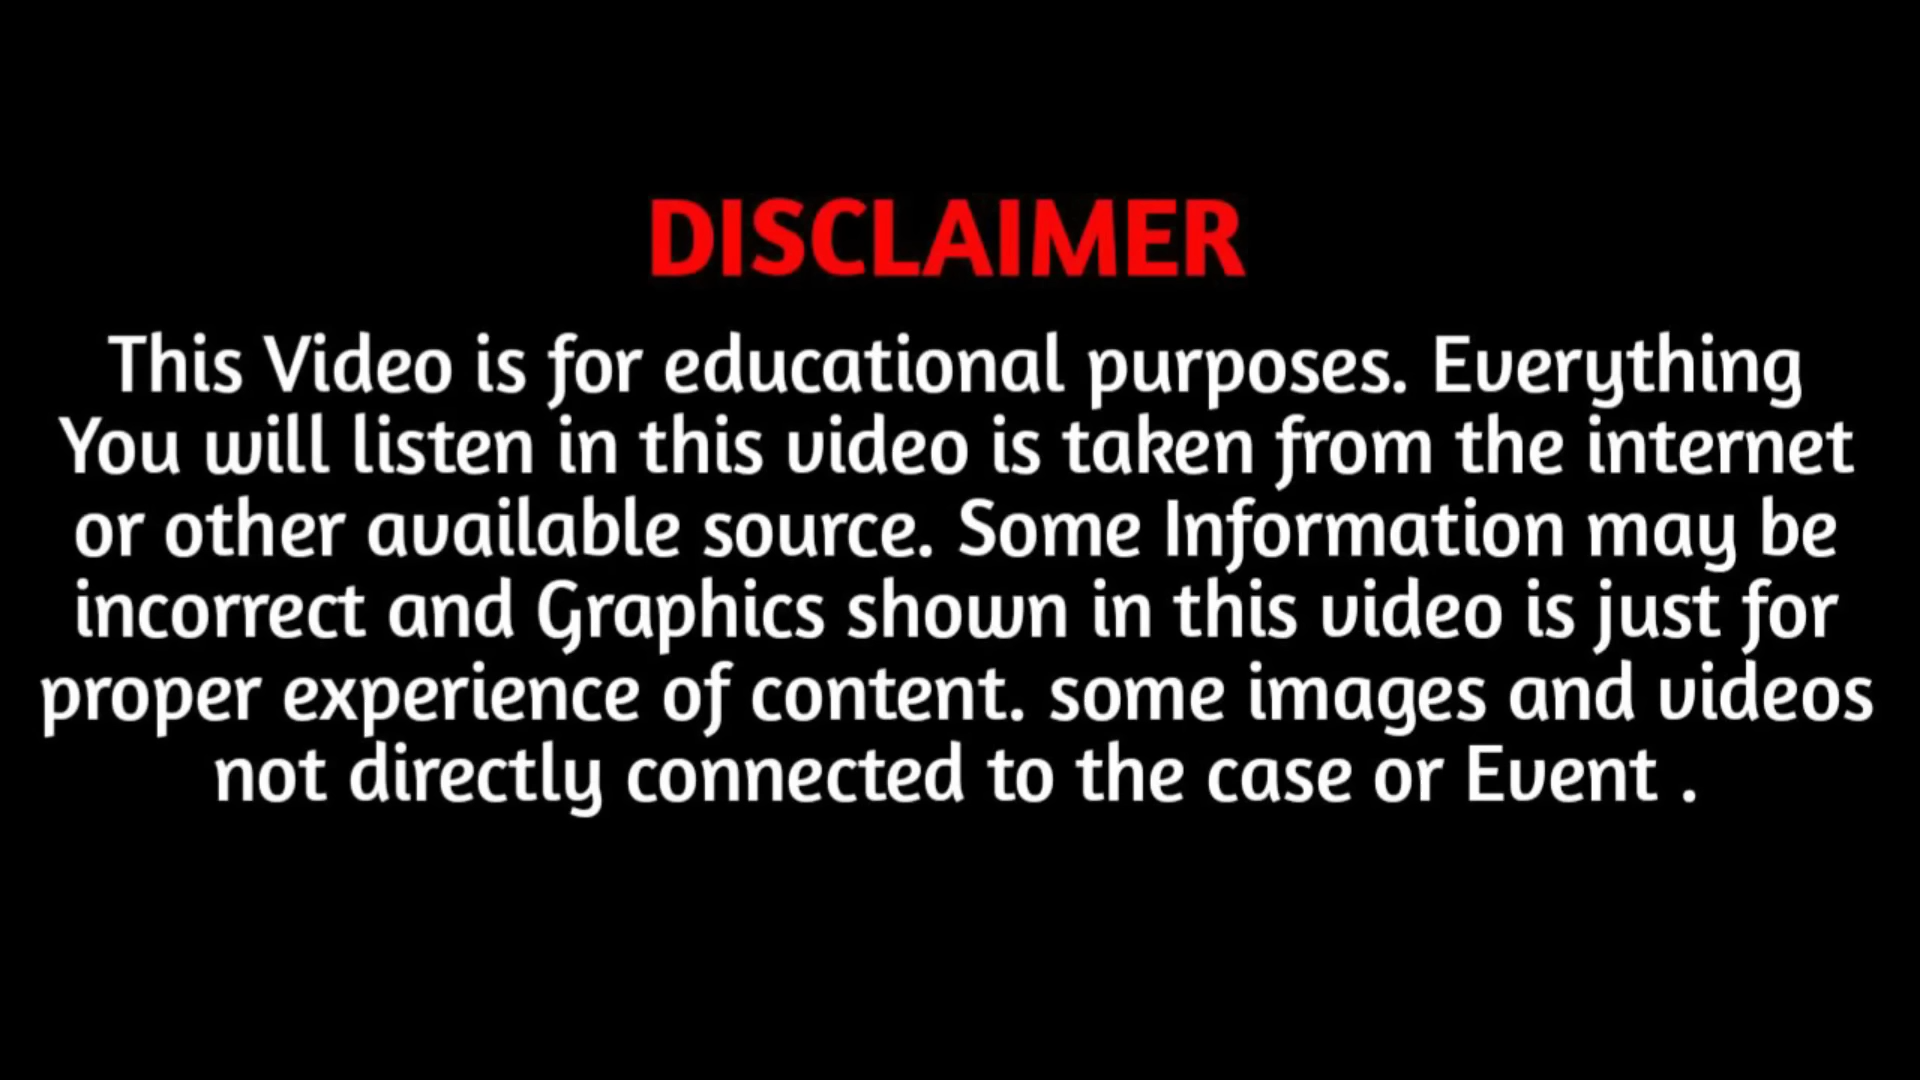 DISCLAIMER
This Video is for educational purposes. Everything
You will listen in this video is taken from the internet
or other available source. Some Information may be
incorrect and Graphics shown in this video is just for
proper experience of content. some images and videos
not directly connected to the case or Event .